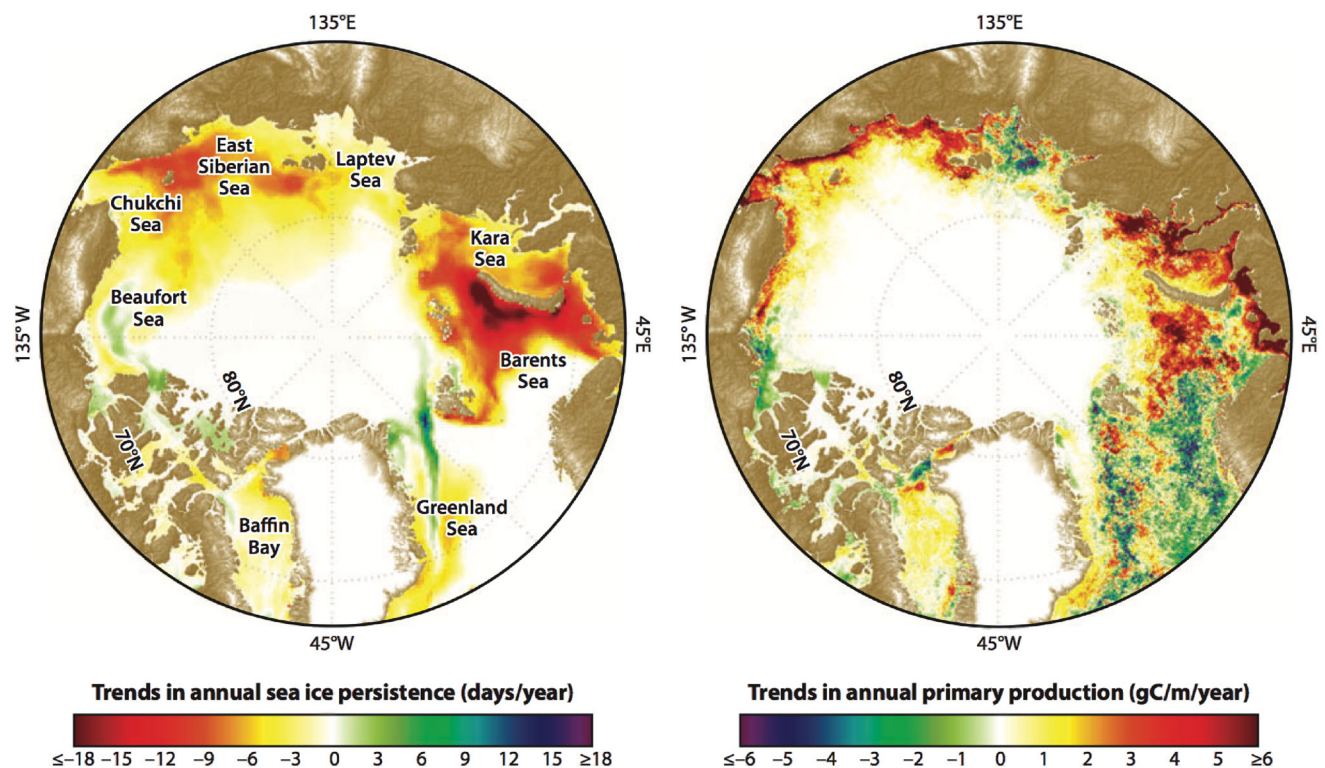 135°E
135°E
East
Siberian
Sea
Laptev
Sea
Chukchi
Sea
Kara
Sea
Beaufort
Sea
135°W
45°E
135°W
45°E
Barents
Sea
80°N
80°N
70°N
70°N
Greenland
Sea
Baffin
Bay
45°W
45°W
Trends in annual sea ice persistence (days/year)
≤–18 –15 –12 –9 –6 –3 0 3 6 9 12 15 ≥18
Trends in annual primary production (gC/m/year)
≤–6 –5 –4 –3 –2 –1 0 1 2 3 4 5 ≥6